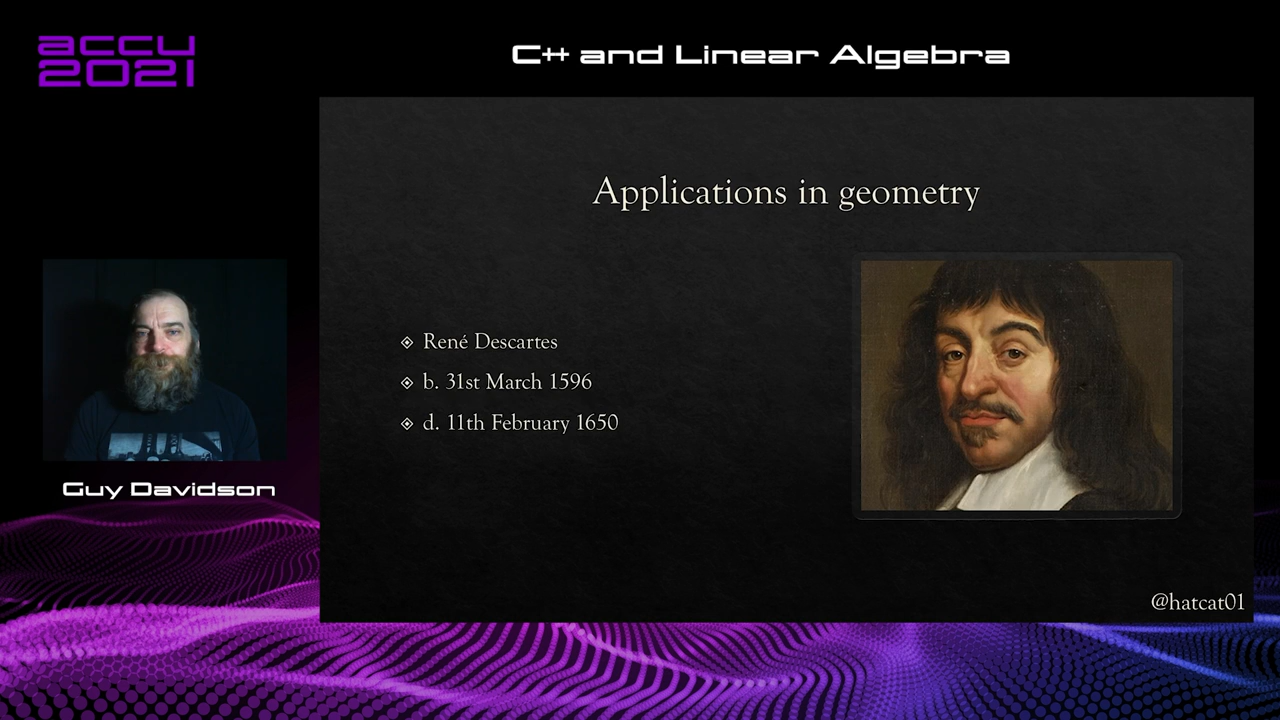 accu
2021
C++ and Linear Algebra
Applications in geometry
René Descartes
b. 31st March 1596
d. 11th February 1650
Guy Davidson
@hatcat01